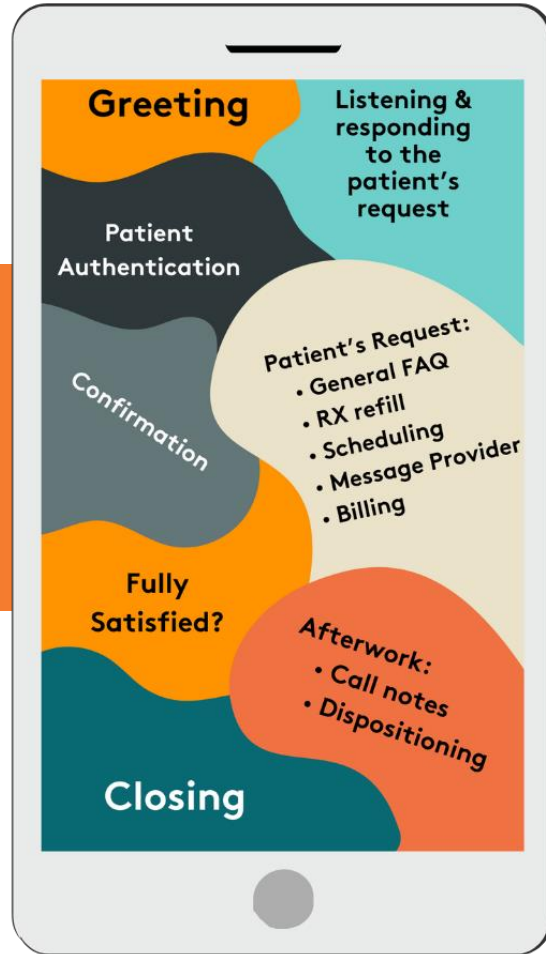 Greeting
Listening &
responding
to the
patient's
request
Patient
Authentication
Patient's Request:
• General FAQ
• RX refill
• Scheduling
• Message Provider
• Billing
Confirmation
Fully
Satisfied?
Afterwork:
• Call notes
• Dispositioning
Closing